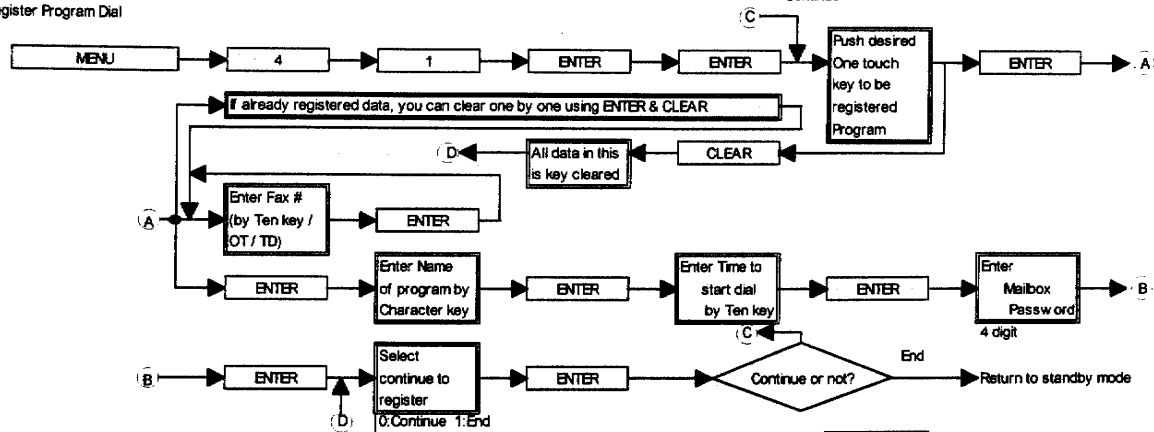 egister Program Dial
C
MENU
4
1
ENTER
ENTER
Push desired
One touch
key to be
registered
Program
ENTER
A
If already registered data, you can clear one by one using ENTER & CLEAR
D
All data in this
is key cleared
CLEAR
A
Enter Fax #
(by Ten key /
OT / TD)
ENTER
ENTER
Enter Name
of program by
Character key
ENTER
Enter Time to
start dial
by Ten key
ENTER
Enter
Mailbox
Password
4 digit
B
B
ENTER
D
Select
continue to
register
0:Continue 1:End
ENTER
C
Continue or not?
End
Return to standby mode